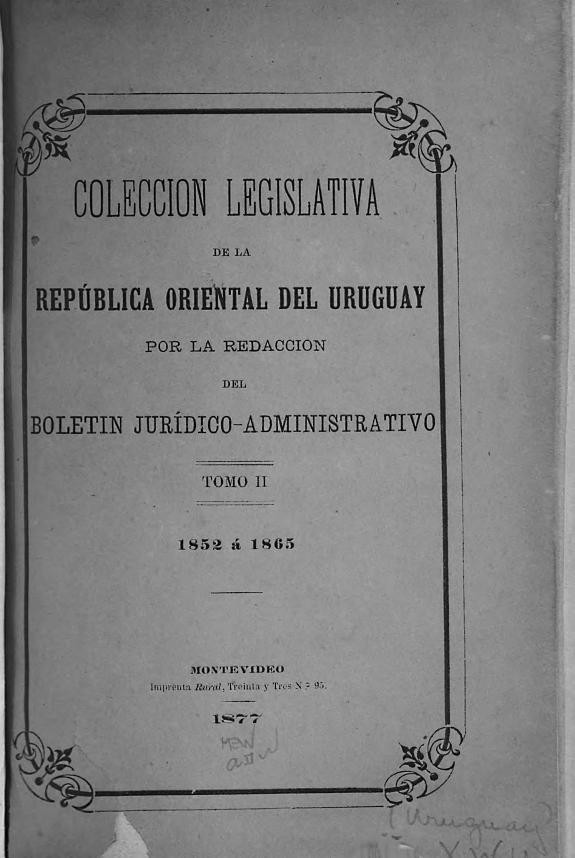 COLECCION LEGISLATIVA
DE LA
REPÚBLICA ORIENTAL DEL URUGUAY
POR LA REDACCION
DEL
BOLETIN JURÍDICO-ADMINISTRATIVO
TOMO II
1852 á 1865
MONTEVIDEO
Imprenta Rural, Treinta y Tres N.º 95.
1877
(Uruguay)